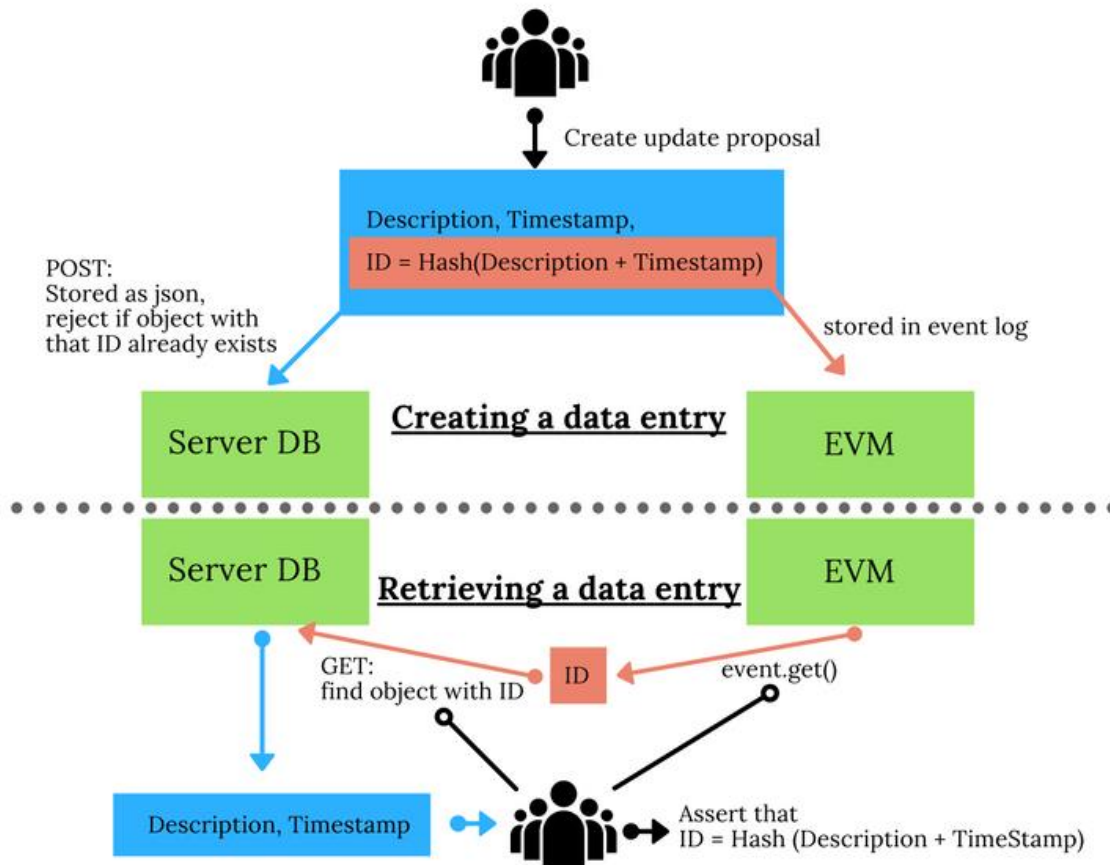 Create update proposal
Description, Timestamp,
ID = Hash(Description + Timestamp)
POST:
Stored as json,
reject if object with
that ID already exists
stored in event log
Server DB
Creating a data entry
EVM
Server DB
Retrieving a data entry
EVM
GET:
find object with ID
ID
event.get()
Description, Timestamp
Assert that
ID = Hash (Description + TimeStamp)